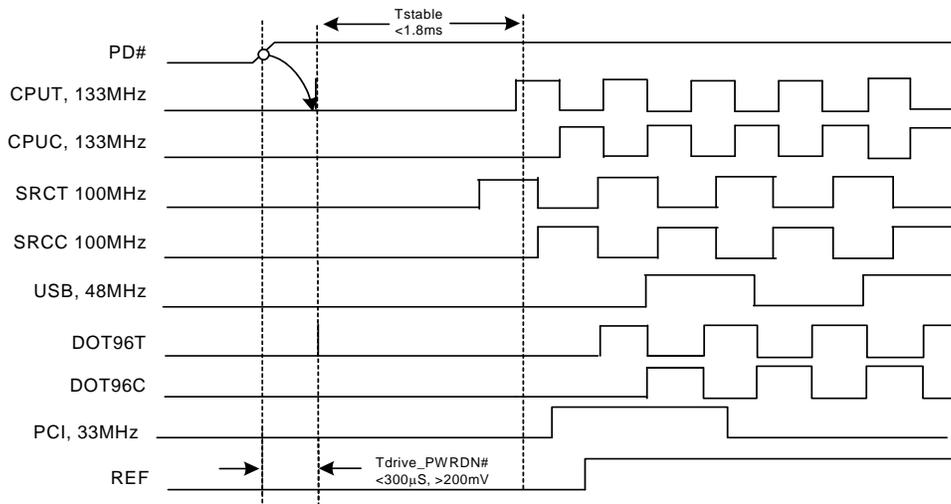 Tstable
<1.8ms
PD#
CPUT, 133MHz
CPUC, 133MHz
SRCT 100MHz
SRCC 100MHz
USB, 48MHz
DOT96T
DOT96C
PCI, 33MHz
Tdrive_PWRDN#
<300µS, >200mV
REF